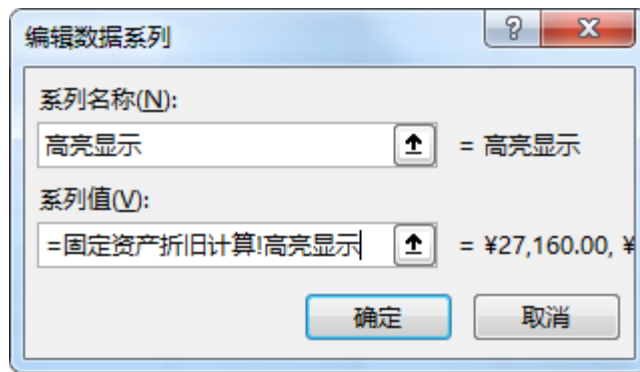 编辑数据系列
系列名称(N):
高亮显示 = 高亮显示
系列值(V):
=固定资产折旧计算!高亮显示 = ¥27,160.00, ¥
确定 取消